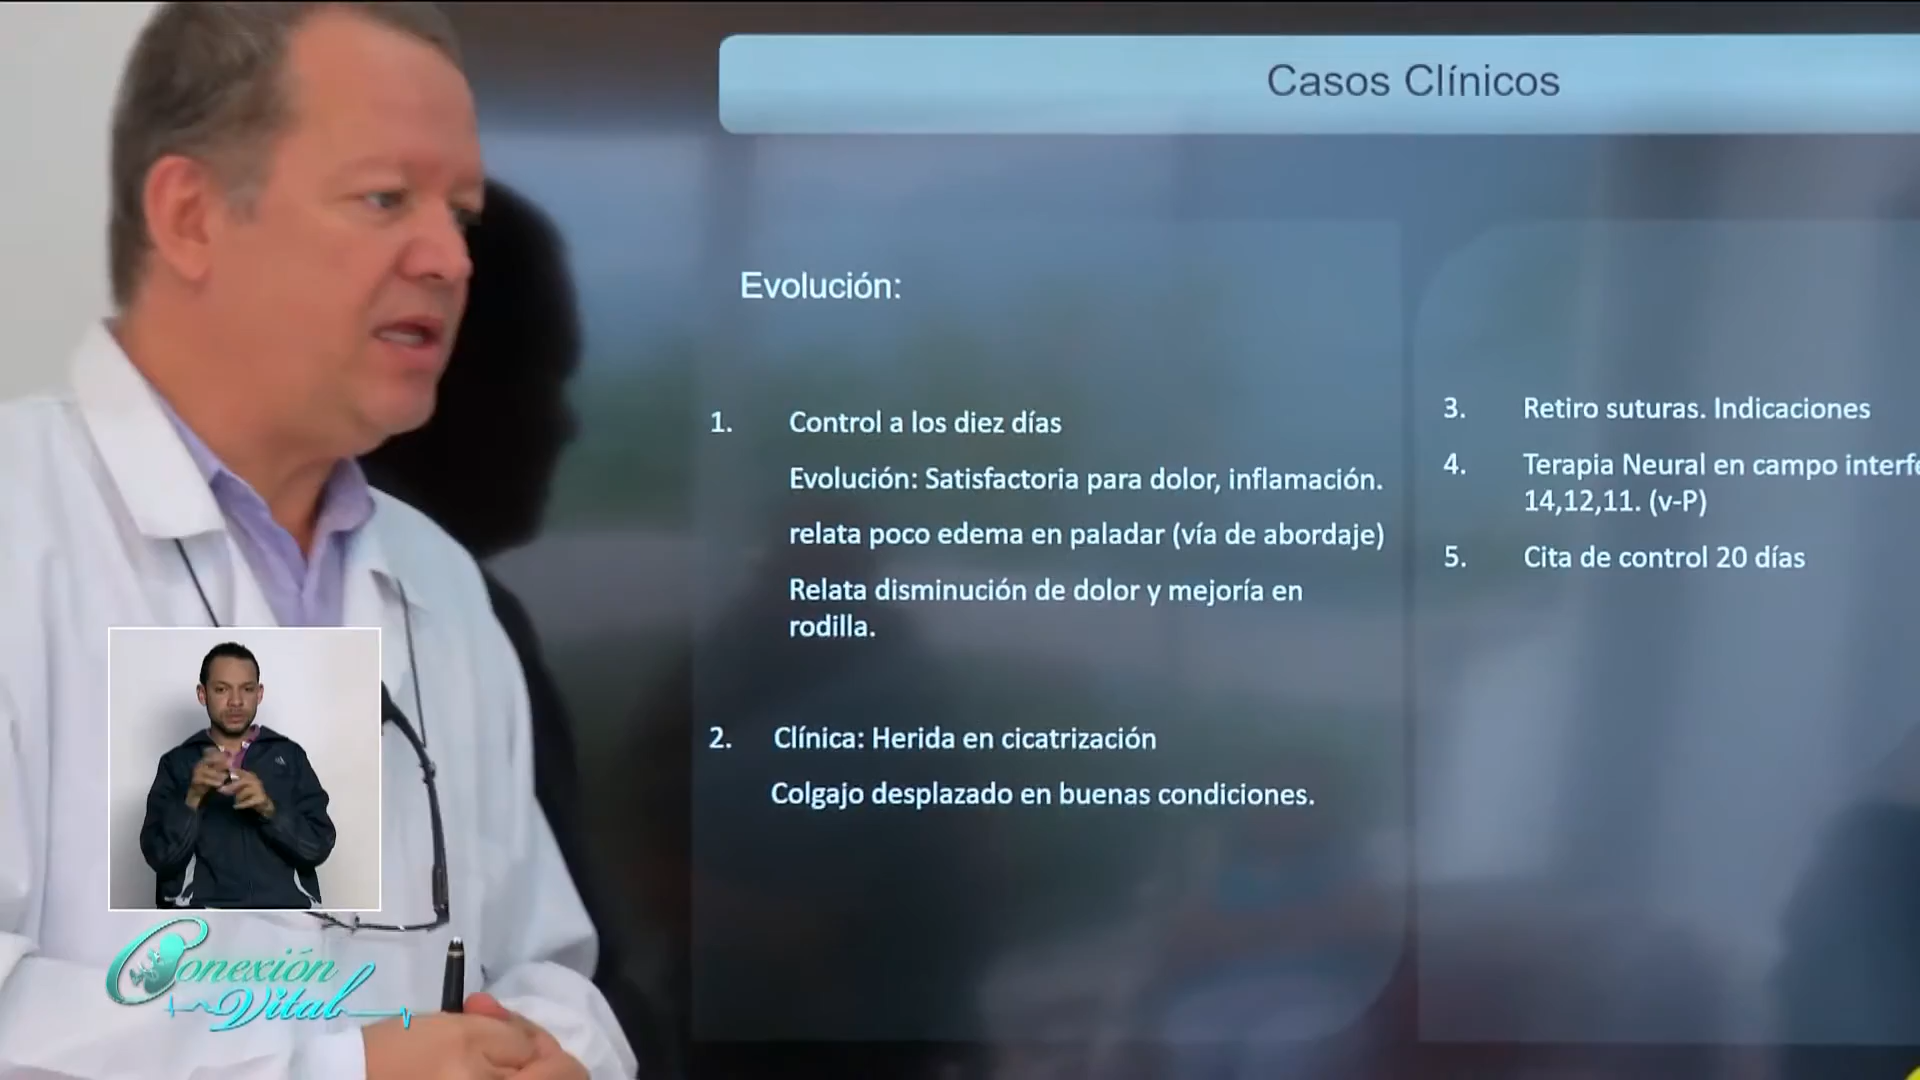 Casos Clínicos
Evolución:
1. Control a los diez días
Evolución: Satisfactoria para dolor, inflamación.
relata poco edema en paladar (vía de abordaje)
Relata disminución de dolor y mejoría en
rodilla.
2. Clínica: Herida en cicatrización
Colgajo desplazado en buenas condiciones.
3. Retiro suturas. Indicaciones
4. Terapia Neural en campo interfe
14,12,11. (v-P)
5. Cita de control 20 días
Conexión
Vital